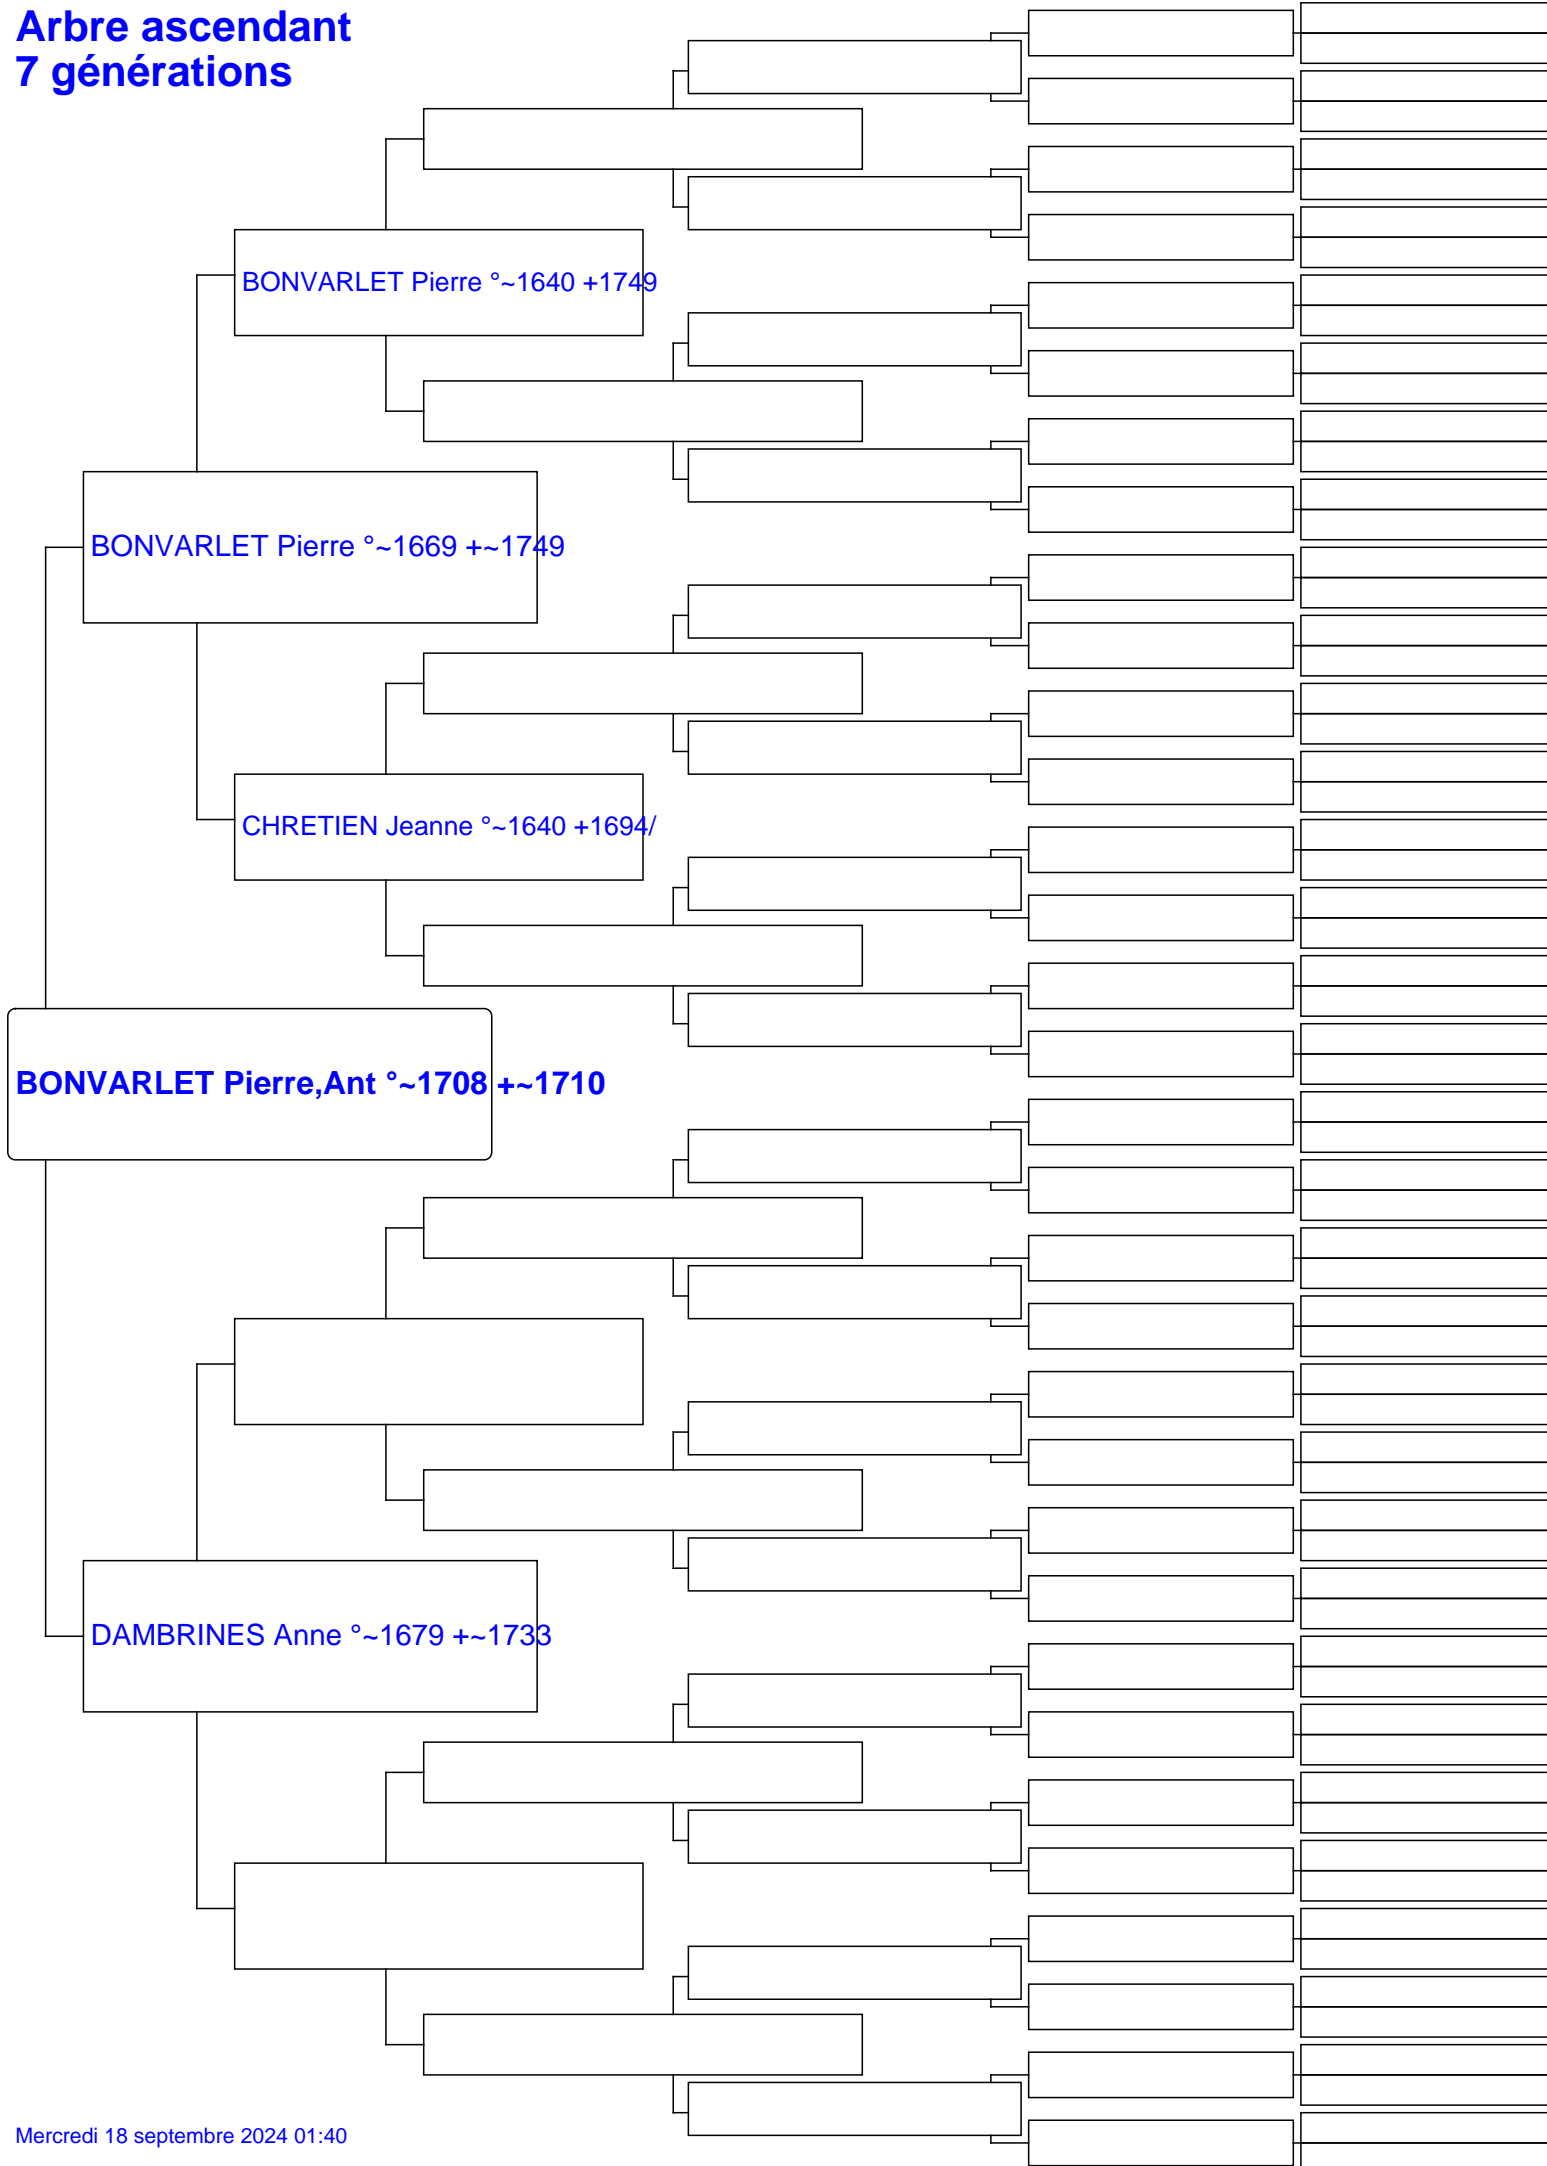 Arbre ascendant
7 générations
BONVARLET Pierre °~1640 +1749
BONVARLET Pierre °~1669 +~1749
CHRETIEN Jeanne °~1640 +1694/
BONVARLET Pierre,Ant °~1708 +~1710
DAMBRINES Anne °~1679 +~1733
Mercredi 18 septembre 2024 01:40